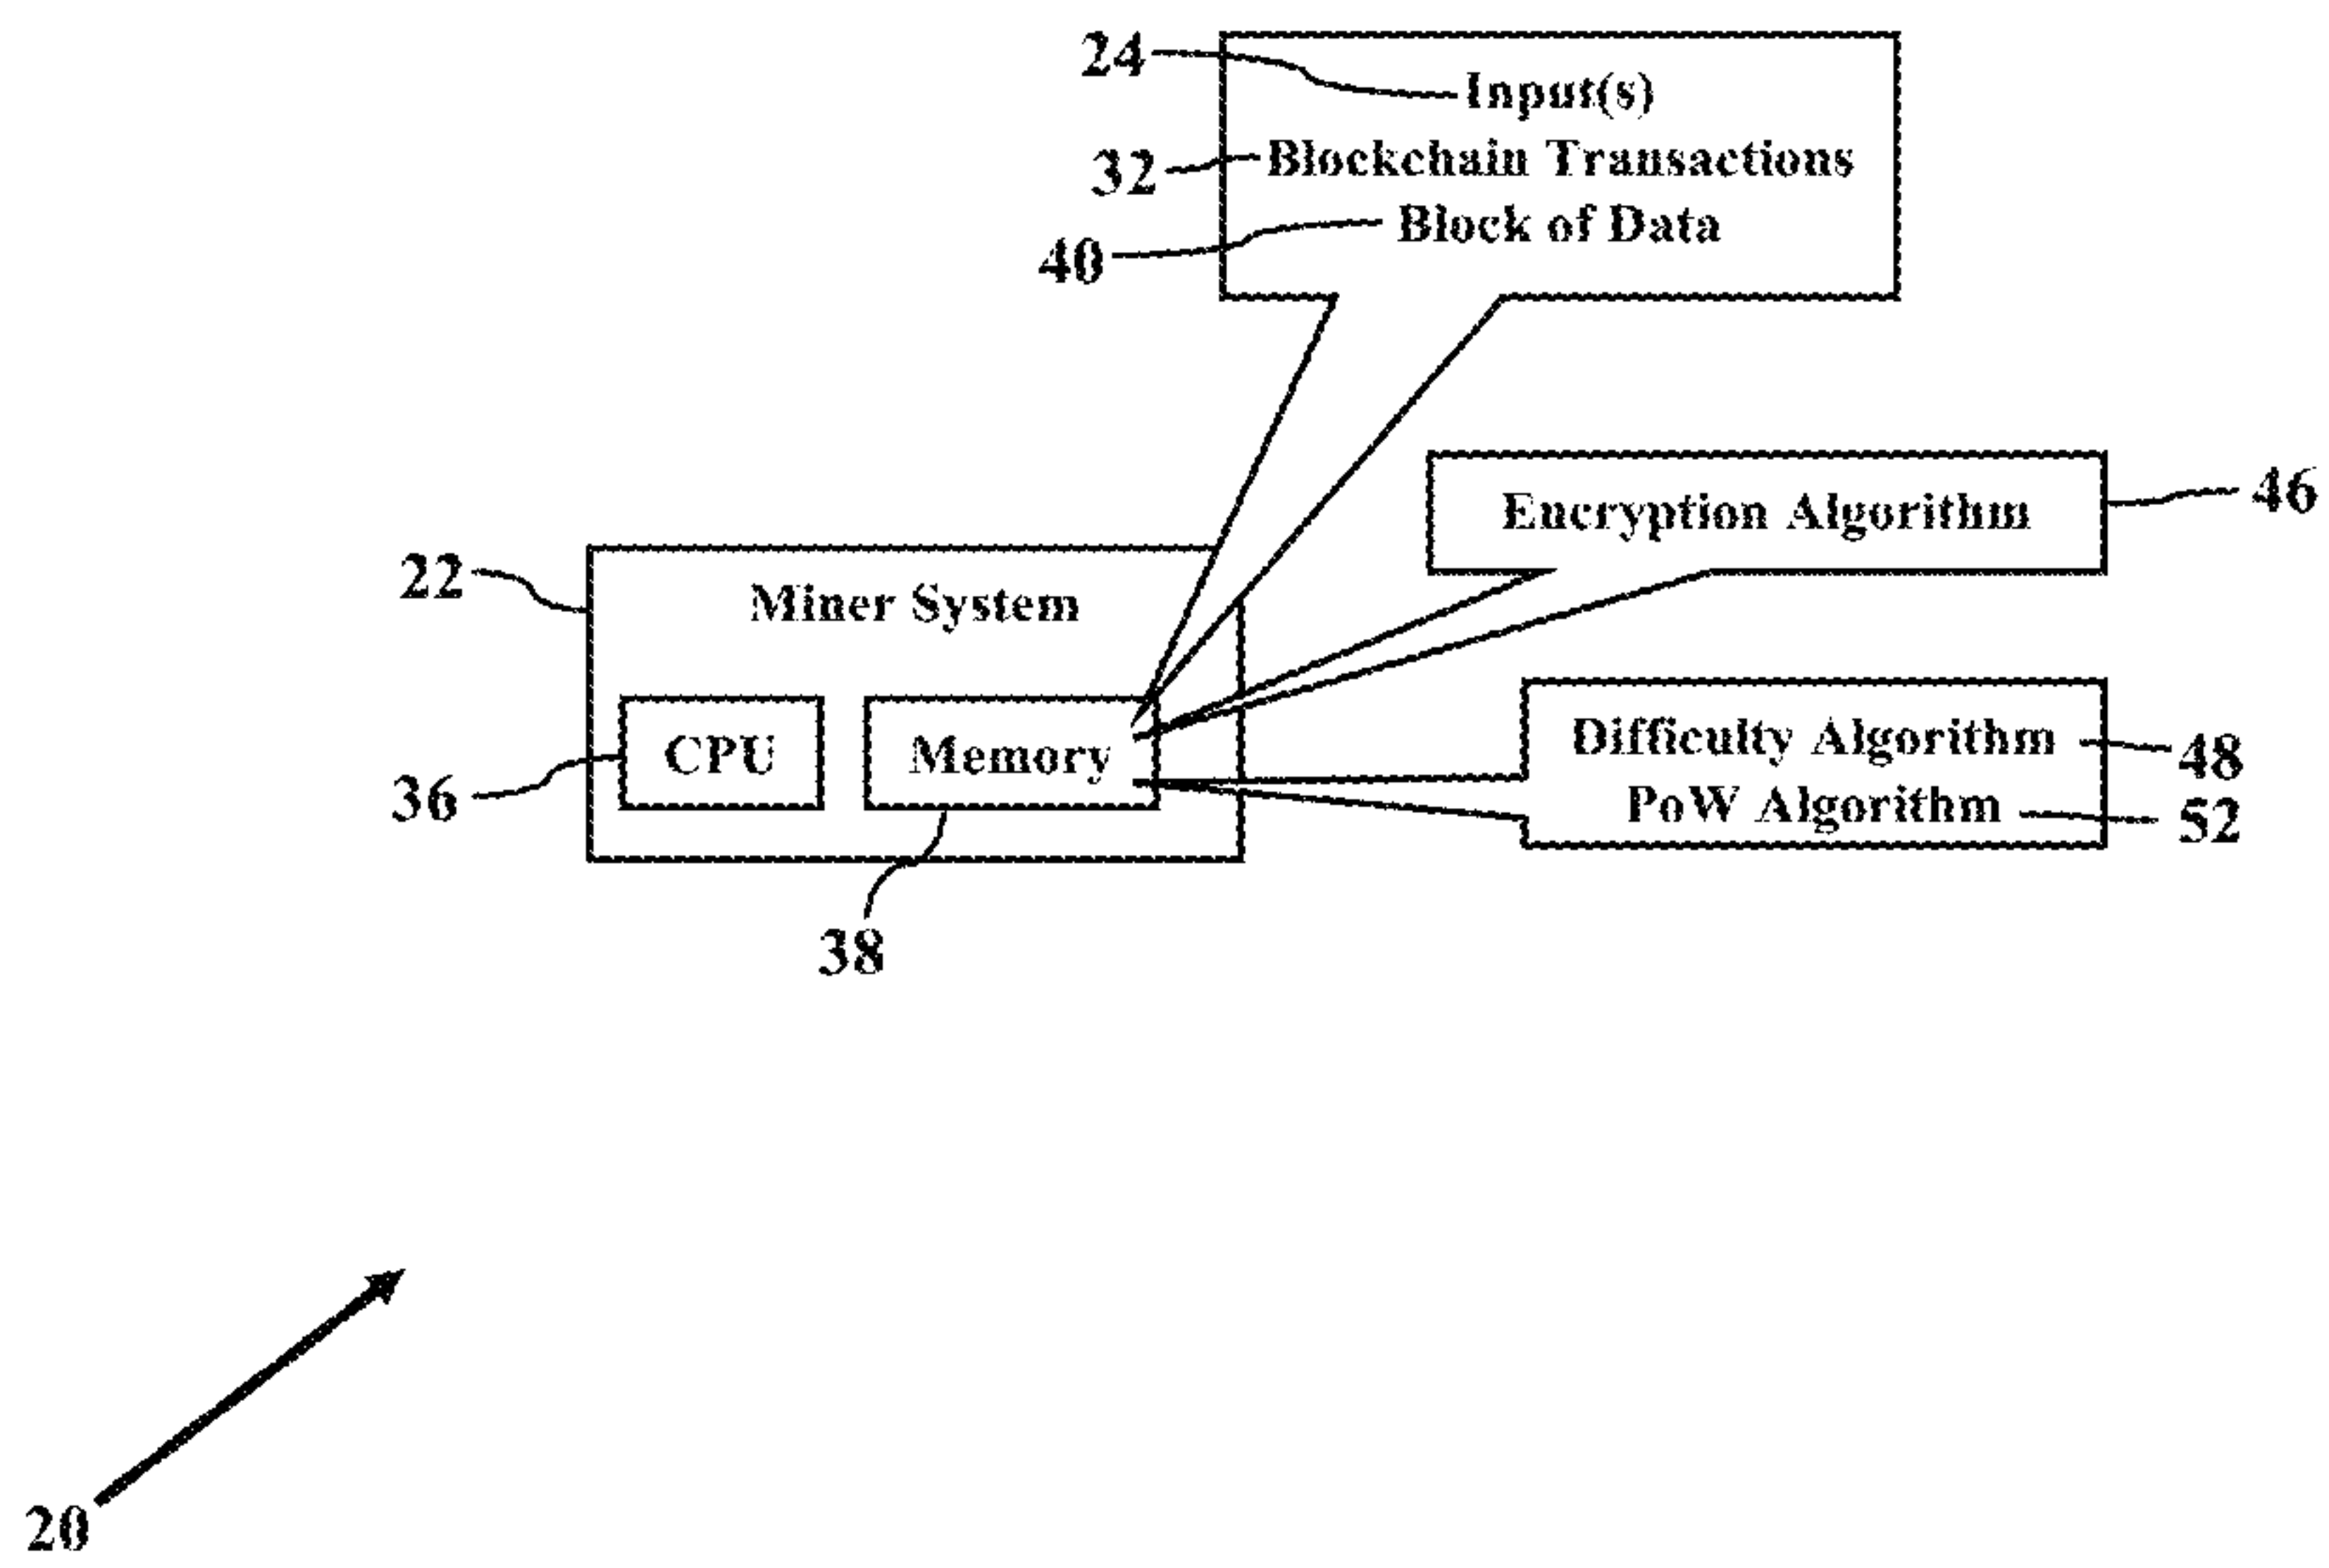 24
Input(s)
32
Blockchain Transactions
40
Block of Data
Encryption Algorithm
46
22
Miner System
36
CPU
Memory
38
Difficulty Algorithm
48
PoW Algorithm
52
20